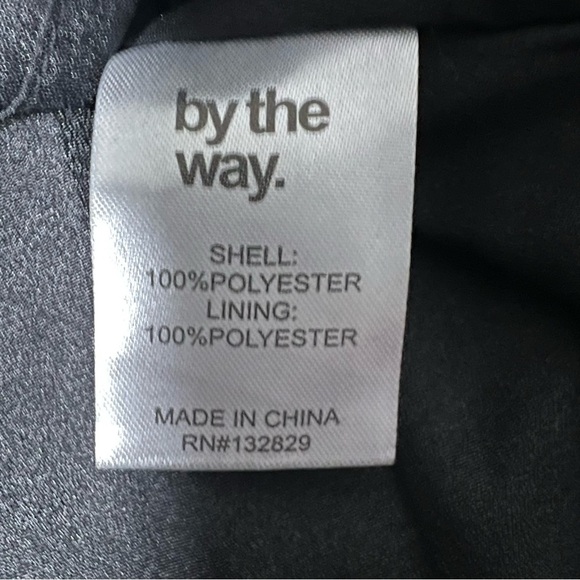 by the
way.
SHELL:
100%POLYESTER
LINING:
100%POLYESTER
MADE IN CHINA
RN#132829